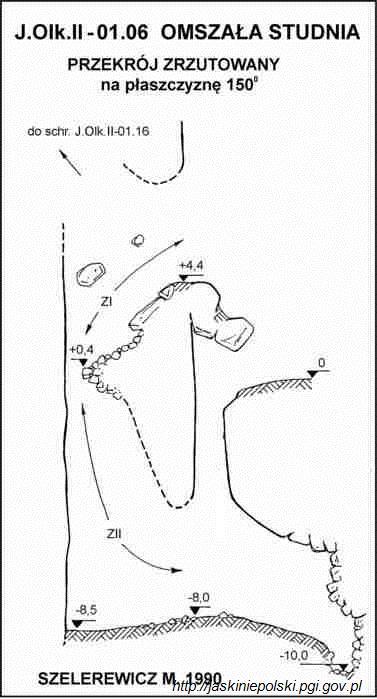 J.Olk.II - 01.06 OMSZAŁA STUDNIA
PRZEKRÓJ ZRZUTOWANY
na płaszczyznę 150⁰
do schr. J.Olk.II-01.16
+4,4
ZI
+0,4
0
ZII
-8,5
-8,0
-10,0
SZELEREWICZ M. 1990
http://jaskiniepolski.pgi.gov.pl